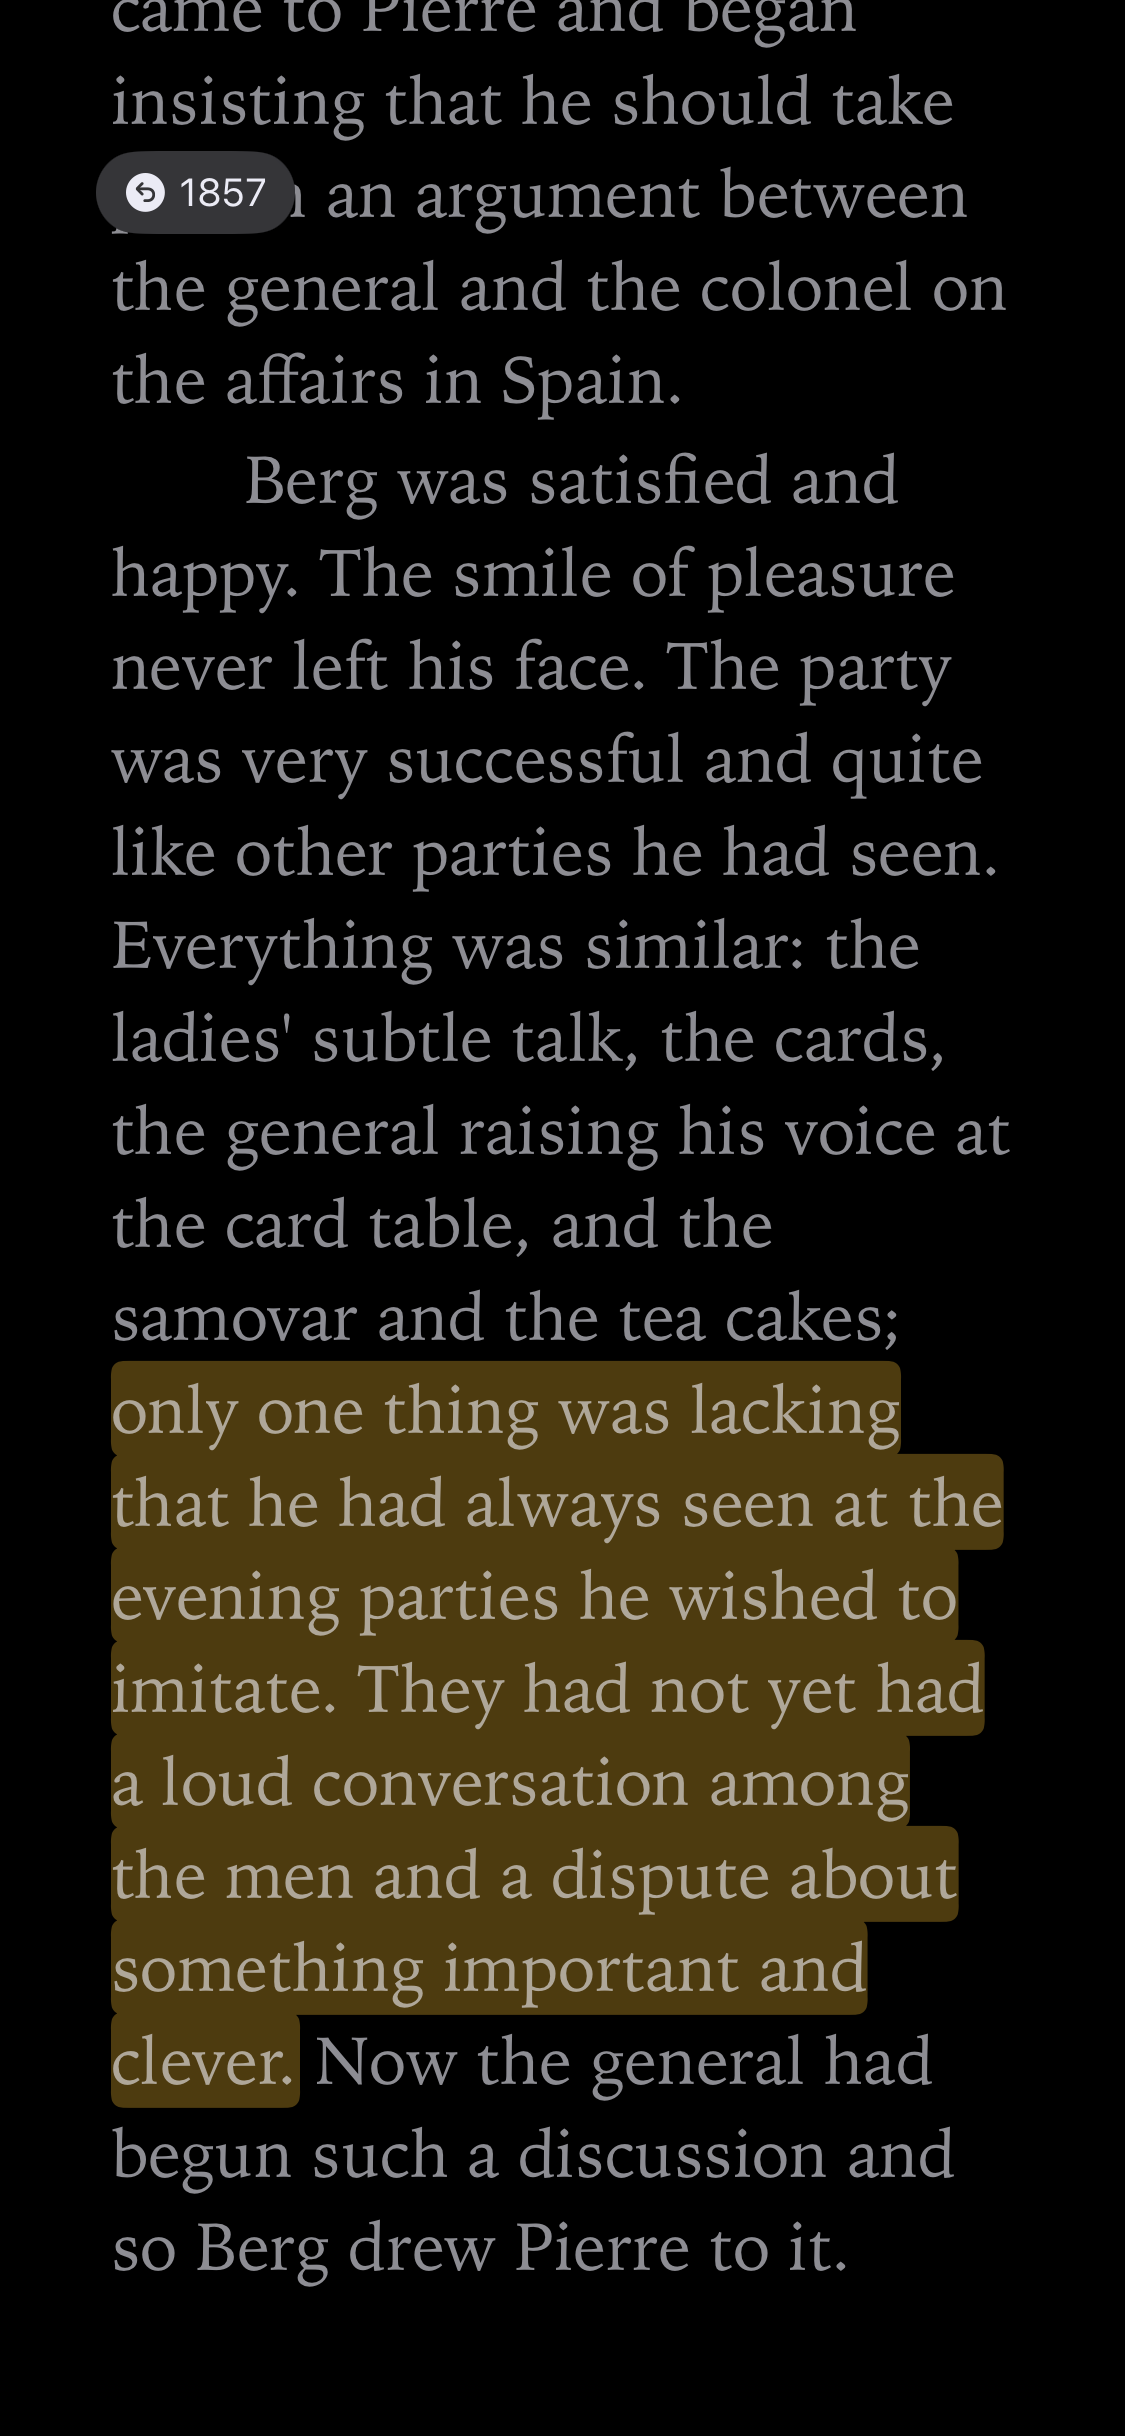 came to Pierre and began
insisting that he should take
1857
an argument between
the general and the colonel on
the affairs in Spain.
Berg was satisfied and
happy. The smile of pleasure
never left his face. The party
was very successful and quite
like other parties he had seen.
Everything was similar: the
ladies' subtle talk, the cards,
the general raising his voice at
the card table, and the
samovar and the tea cakes;
only one thing was lacking
that he had always seen at the
evening parties he wished to
imitate. They had not yet had
a loud conversation among
the men and a dispute about
something important and
clever. Now the general had
begun such a discussion and
so Berg drew Pierre to it.